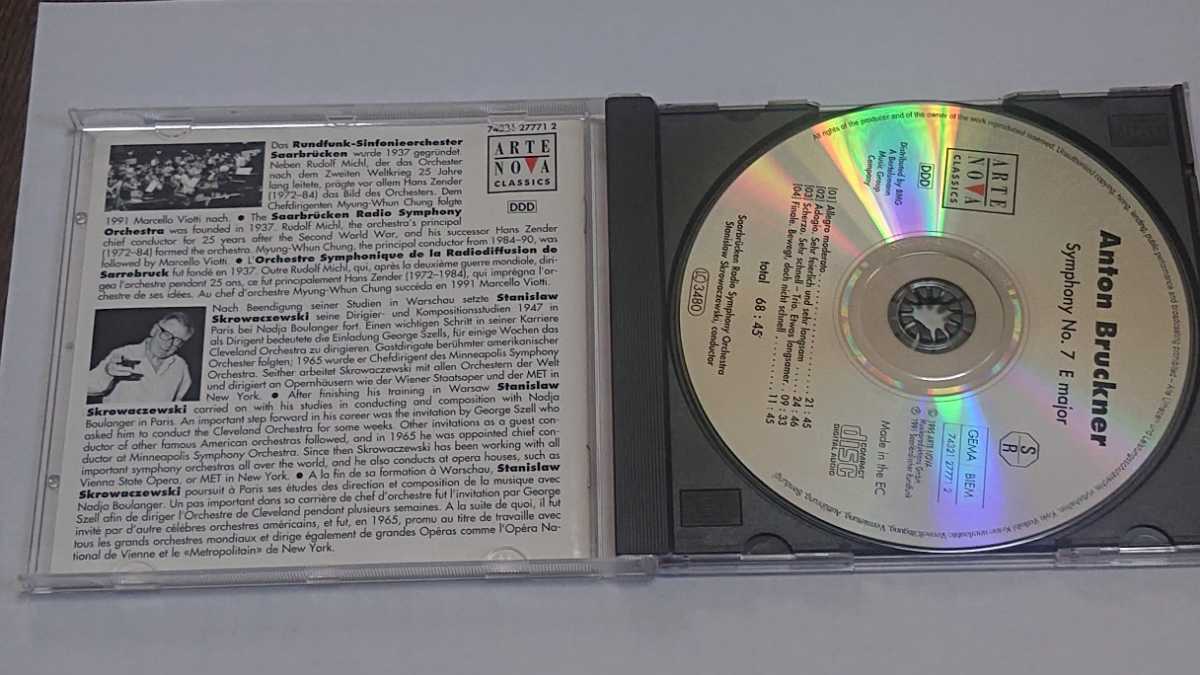 74321 27771 2
ARTE
NOVA
CLASSICS
DDD
Das Rundfunk-Sinfonieorchester
Saarbrücken wurde 1937 gegründet.
Neben Rudolf Michl, der das Orchester
nach dem Zweiten Weltkrieg 25 Jahre
lang leitete, prägte vor allem Hans Zender
(1972–84) das Bild des Orchesters. Dem
Chefdirigenten Myung-Whun Chung folgte
1991 Marcello Viotti nach. • The Saarbrücken Radio Symphony
Orchestra was founded in 1937. Rudolf Michl, the orchestra's principal
chief conductor for 25 years after the Second World War, and his successor Hans Zender
(1972–84) formed the orchestra. Myung-Whun Chung, the principal conductor from 1984–90, was
followed by Marcello Viotti. • L'Orchestre Symphonique de la Radiodiffusion de
Sarrebruck fut fondé en 1937. Outre Rudolf Michl, qui, après la deuxième guerre mondiale, diri-
gea l'orchestre pendant 25 ans, ce fut principalement Hans Zender (1972–1984), qui imprégna l'or-
chestre de ses idées. Au chef d'orchestre Myung-Whun Chung succéda en 1991 Marcello Viotti.
Nach Beendigung seiner Studien in Warschau setzte Stanislaw
Skrowaczewski seine Dirigier- und Kompositionsstudien 1947 in
Paris bei Nadja Boulanger fort. Einen wichtigen Schritt in seiner Karriere
als Dirigent bedeutete die Einladung George Szells, für einige Wochen das
Cleveland Orchestra zu dirigieren. Gastdirigate berühmter amerikanischer
Orchester folgten; 1965 wurde er Chefdirigent des Minneapolis Symphony
Orchestra. Seither arbeitet Skrowaczewski mit allen Orchestern der Welt
und dirigiert an Opernhäusern wie der Wiener Staatsoper und der MET in
New York. • After finishing his training in Warsaw Stanislaw
Skrowaczewski carried on with his studies in conducting and composition with Nadja
Boulanger in Paris. An important step forward in his career was the invitation by George Szell who
asked him to conduct the Cleveland Orchestra for some weeks. Other invitations as a guest con-
ductor of other famous American orchestras followed, and in 1965 he was appointed chief con-
ductor at Minneapolis Symphony Orchestra. Since then Skrowaczewski has been working with all
important symphony orchestras all over the world, and he also conducts at opera houses, such as
Vienna State Opera, or MET in New York. • A la fin de sa formation à Warschau, Stanislaw
Skrowaczewski poursuit à Paris ses études des direction et composition de la musique avec
Nadja Boulanger. Un pas important dans sa carrière de chef d'orchestre fut l'invitation par George
Szell afin de diriger l'Orchestre de Cleveland pendant plusieurs semaines. A la suite de quoi, il fut
invité par d'autre célèbres orchestres américains, et fut, en 1965, promu au titre de travaille avec
tous les grands orchestres mondiaux et dirige également de grandes Opéras comme l'Opéra Na-
tional de Vienne et le «Metropolitain» de New York.
Anton Bruckner
Symphony No. 7 E major
ARTE
NOVA
CLASSICS
DDD
Distributed by BMG
A Bertelsmann
Music Group
Company
(01) Allegro moderato 21:45
(02) Adagio. Sehr feierlich und sehr langsam 24:46
(03) Scherzo. Sehr schnell – Trio. Etwas langsamer 09:33
(04) Finale. Bewegt, doch nicht schnell 11:45
total 68:45
Saarbrücken Radio Symphony Orchestra
Stanislaw Skrowaczewski, conductor
LC 3480
SR
GEMA BIEM
74321 27771 2
℗ 1995 ARTE NOVA
Musikproduktions GmbH
℗ 1991 Saarländischer Rundfunk
Made in the EC
COMPACT
disc
DIGITAL AUDIO
All rights of the producer and of the owner of the work reproduced reserved.